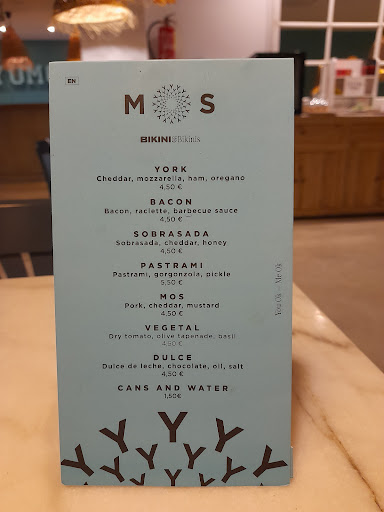 EN
MOS
BIKINI&Bikinis
YORK
Cheddar, mozzarella, ham, oregano
4,50 €
BACON
Bacon, raclette, barbecue sauce
4,50 €
SOBRASADA
Sobrasada, cheddar, honey
4,50 €
PASTRAMI
Pastrami, gorgonzola, pickle
5,50 €
MOS
Pork, cheddar, mustard
4,50 €
VEGETAL
Dry tomato, olive tapenade, basil
4,50 €
DULCE
Dulce de leche, chocolate, oil, salt
4,50 €
CANS AND WATER
1,50€